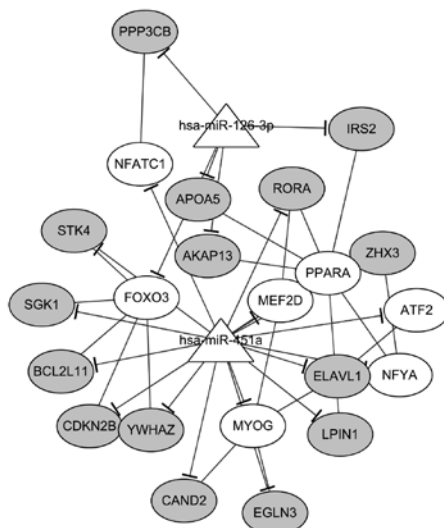 PPP3CB
hsa-miR-126-3p
IRS2
NFATC1
APOA5
RORA
STK4
AKAP13
ZHX3
PPARA
SGK1
FOXO3
MEF2D
ATF2
hsa-miR-451a
BCL2L11
ELAVL1
NFYA
CDKN2B
YWHAZ
MYOG
LPIN1
CAND2
EGLN3